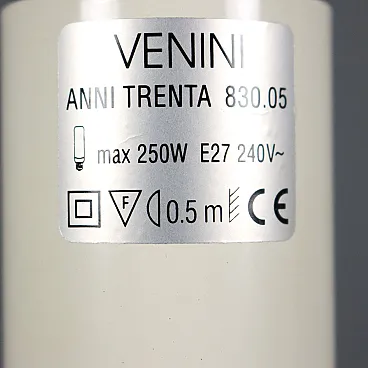 VENINI
ANNI TRENTA 830.05
max 250W E27 240V~
F 0.5 m CE